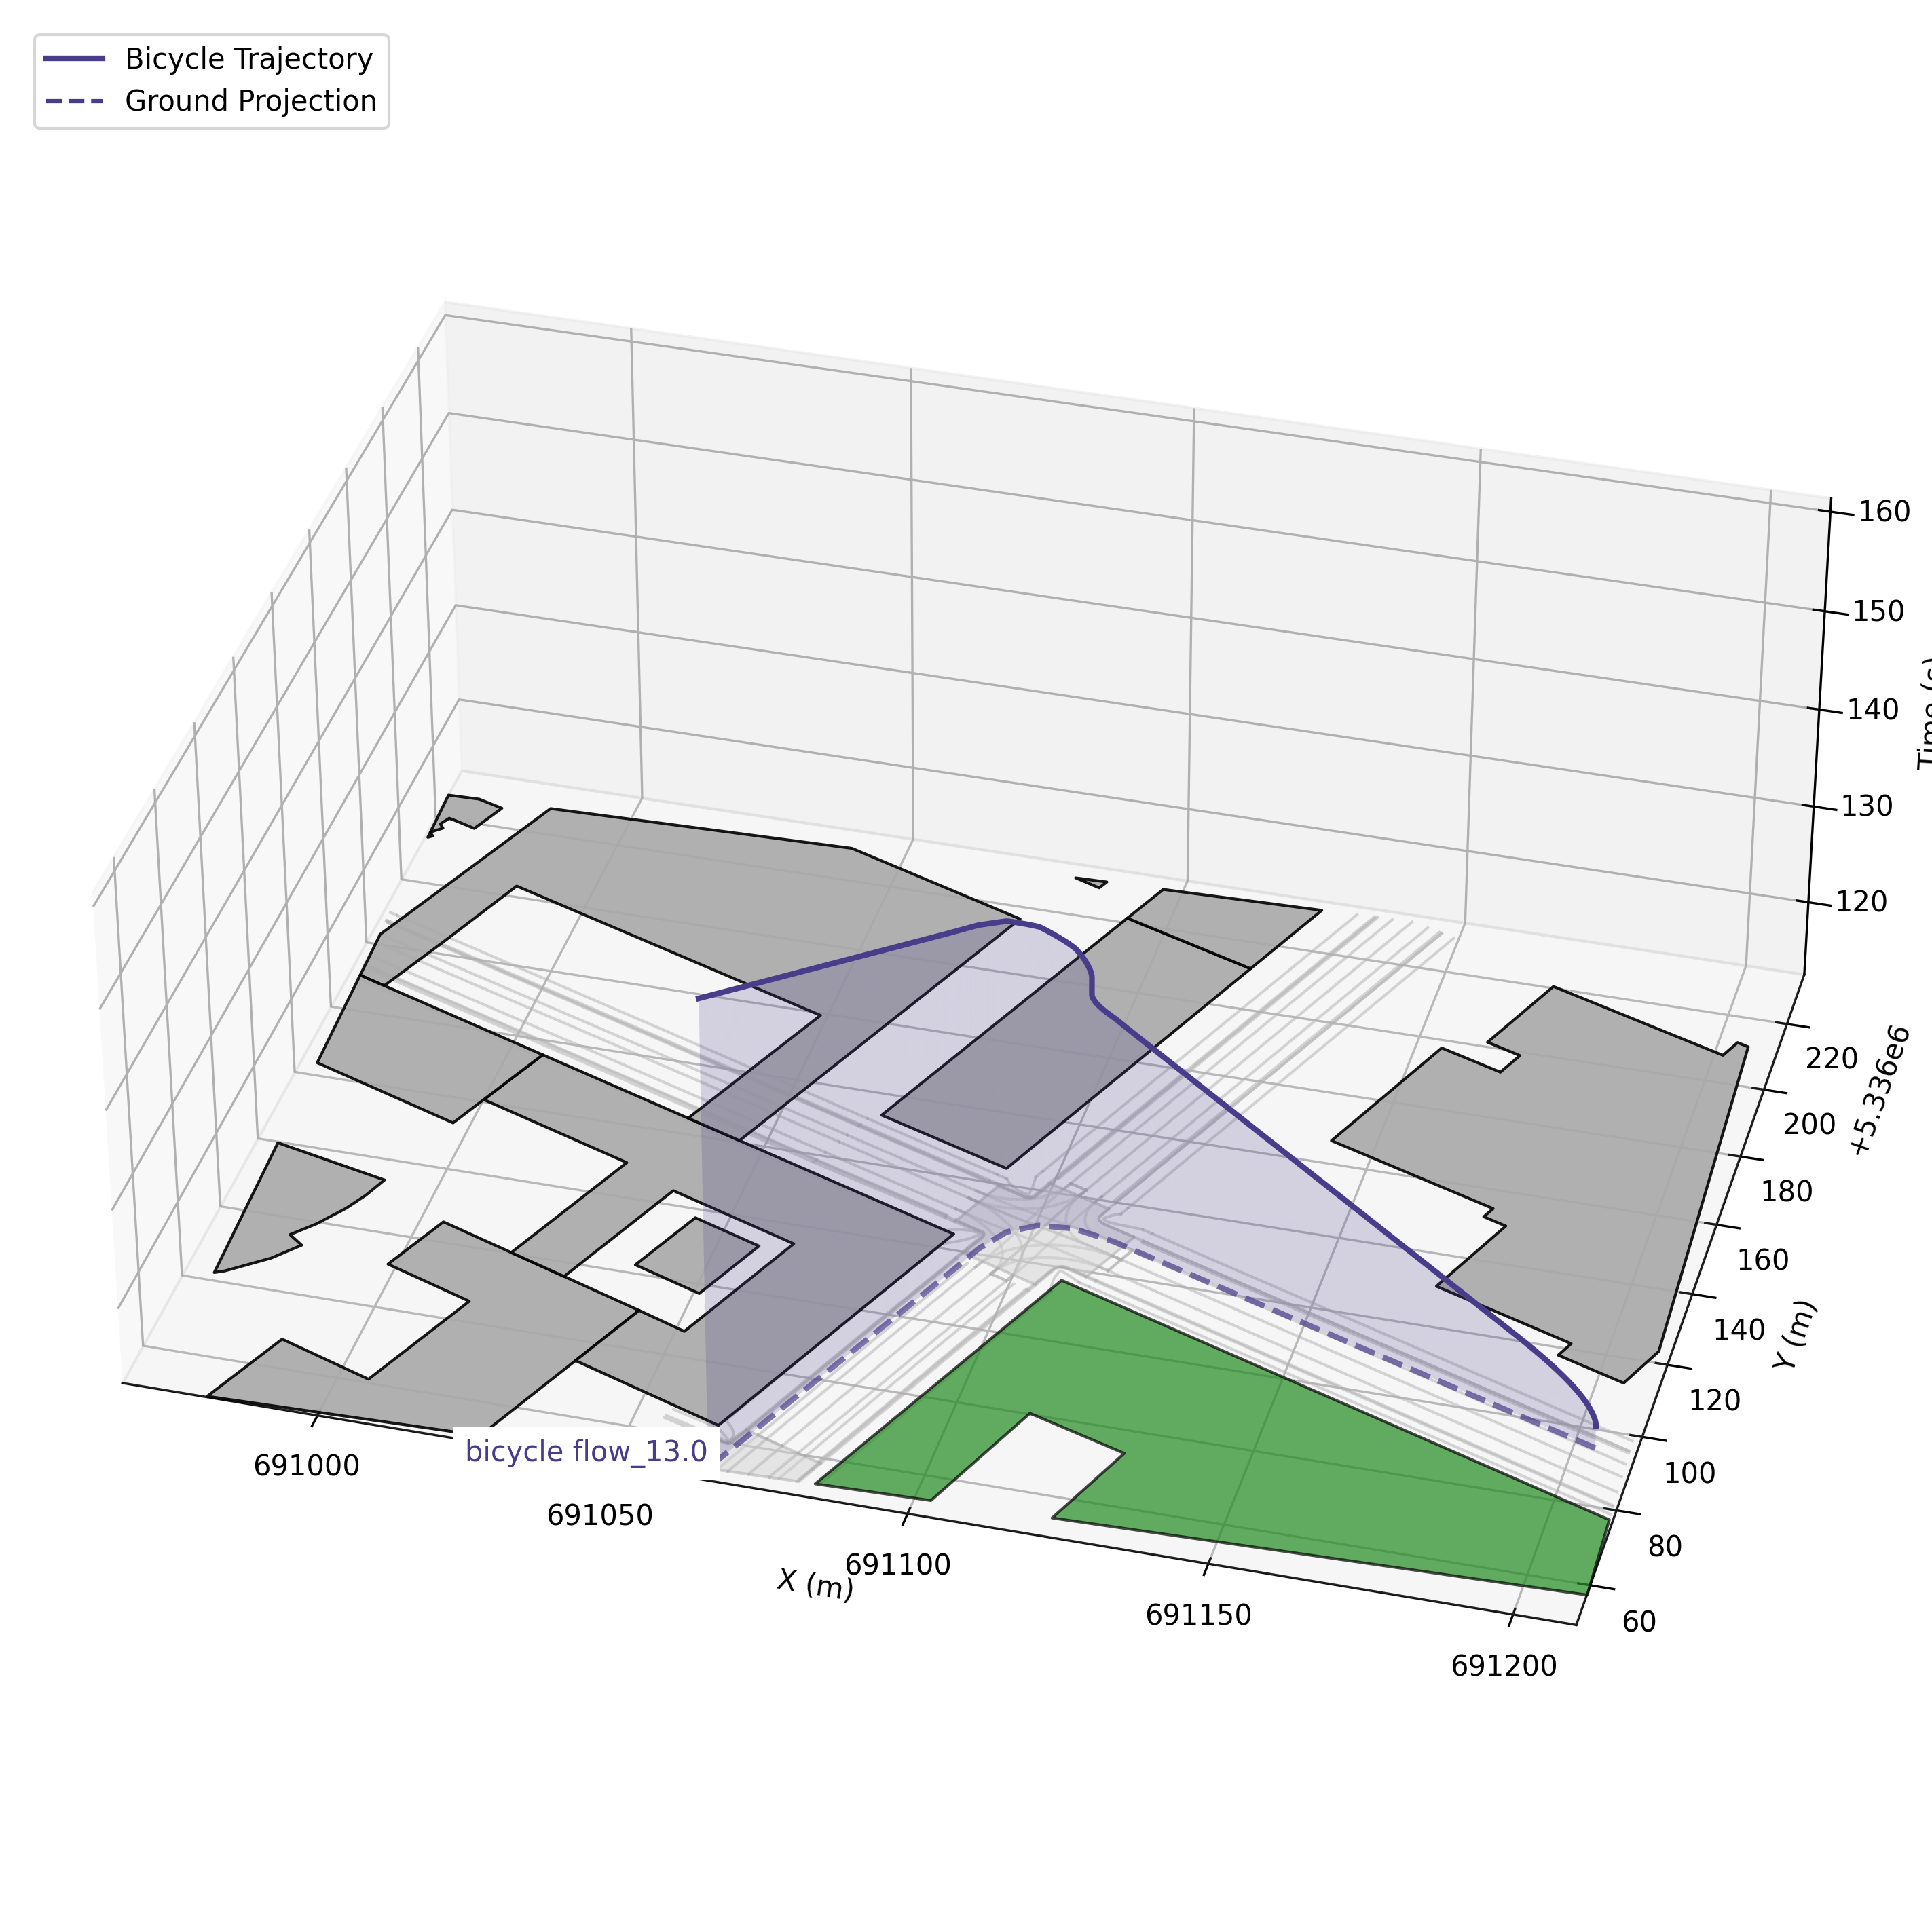 Bicycle Trajectory
Ground Projection
160
150
140
130
120
Time (s)
220
200
180
160
140
120
100
80
60
+5.336e6
Y (m)
bicycle flow_13.0
691000
691050
691100
691150
691200
X (m)